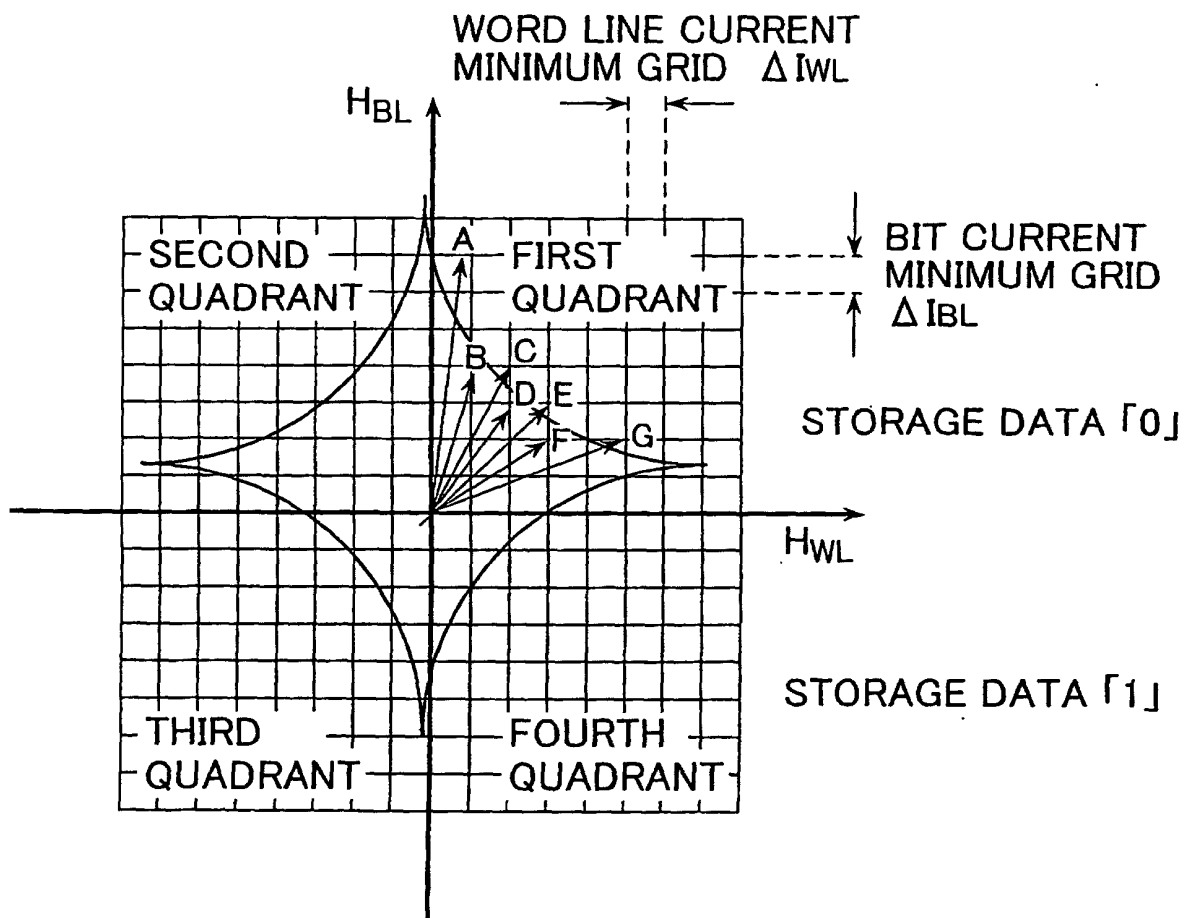 WORD LINE CURRENT
MINIMUM GRID ΔIWL
HBL
SECOND
QUADRANT
A
FIRST
QUADRANT
BIT CURRENT
MINIMUM GRID
ΔIBL
B
C
D
E
F
G
STORAGE DATA「0」
HWL
STORAGE DATA「1」
THIRD
QUADRANT
FOURTH
QUADRANT